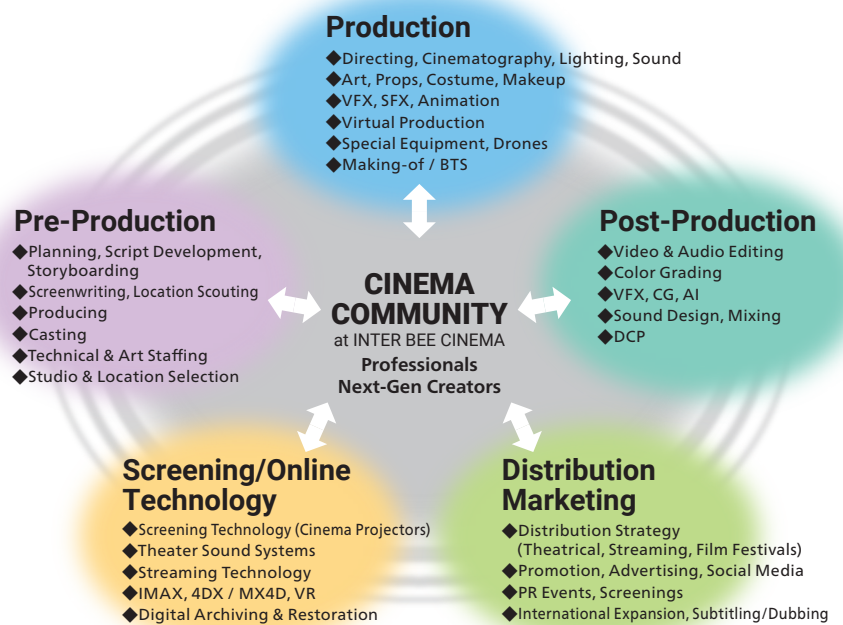 Production
◆Directing, Cinematography, Lighting, Sound
◆Art, Props, Costume, Makeup
◆VFX, SFX, Animation
◆Virtual Production
◆Special Equipment, Drones
◆Making-of / BTS
Pre-Production
◆Planning, Script Development,
Storyboarding
◆Screenwriting, Location Scouting
◆Producing
◆Casting
◆Technical & Art Staffing
◆Studio & Location Selection
CINEMA
COMMUNITY
at INTER BEE CINEMA
Professionals
Next-Gen Creators
Post-Production
◆Video & Audio Editing
◆Color Grading
◆VFX, CG, AI
◆Sound Design, Mixing
◆DCP
Screening/Online
Technology
◆Screening Technology (Cinema Projectors)
◆Theater Sound Systems
◆Streaming Technology
◆IMAX, 4DX / MX4D, VR
◆Digital Archiving & Restoration
Distribution
Marketing
◆Distribution Strategy
(Theatrical, Streaming, Film Festivals)
◆Promotion, Advertising, Social Media
◆PR Events, Screenings
◆International Expansion, Subtitling/Dubbing